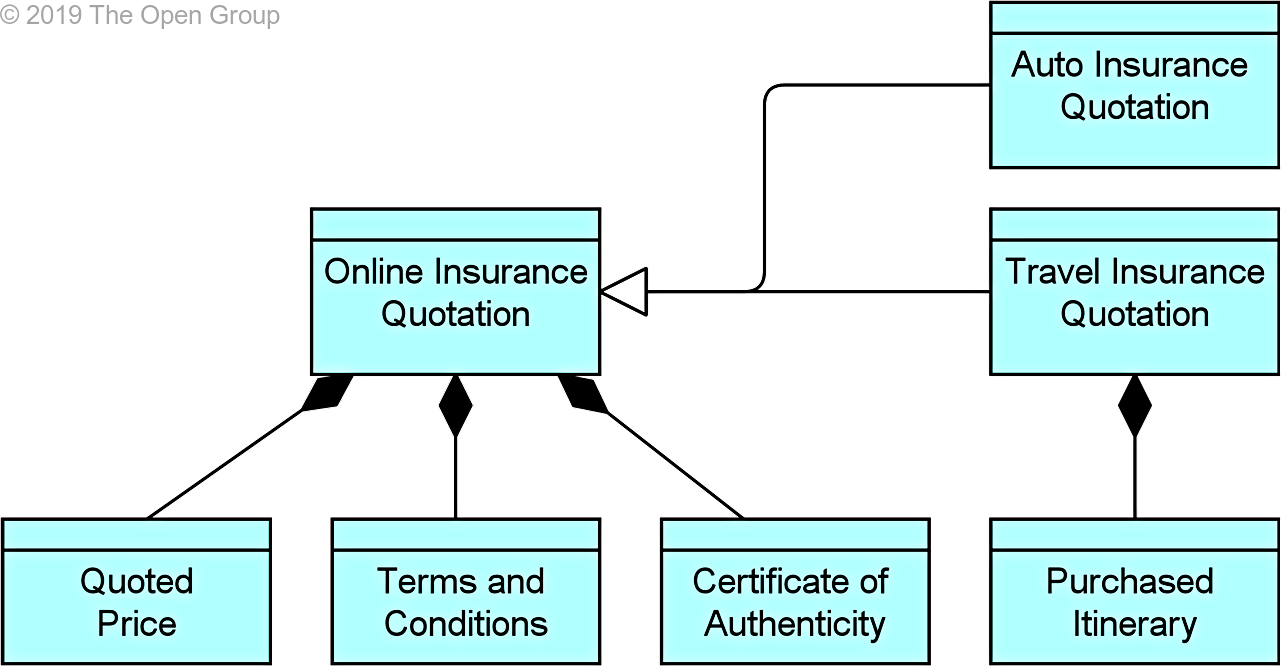 © 2019 The Open Group
Auto Insurance
Quotation
Online Insurance
Quotation
Travel Insurance
Quotation
Quoted
Price
Terms and
Conditions
Certificate of
Authenticity
Purchased
Itinerary